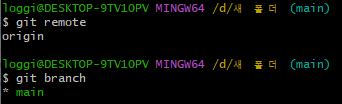 loggi@DESKTOP-9TV10PV MINGW64 /d/새 폴더 (main)
$ git remote
origin

loggi@DESKTOP-9TV10PV MINGW64 /d/새 폴더 (main)
$ git branch
* main